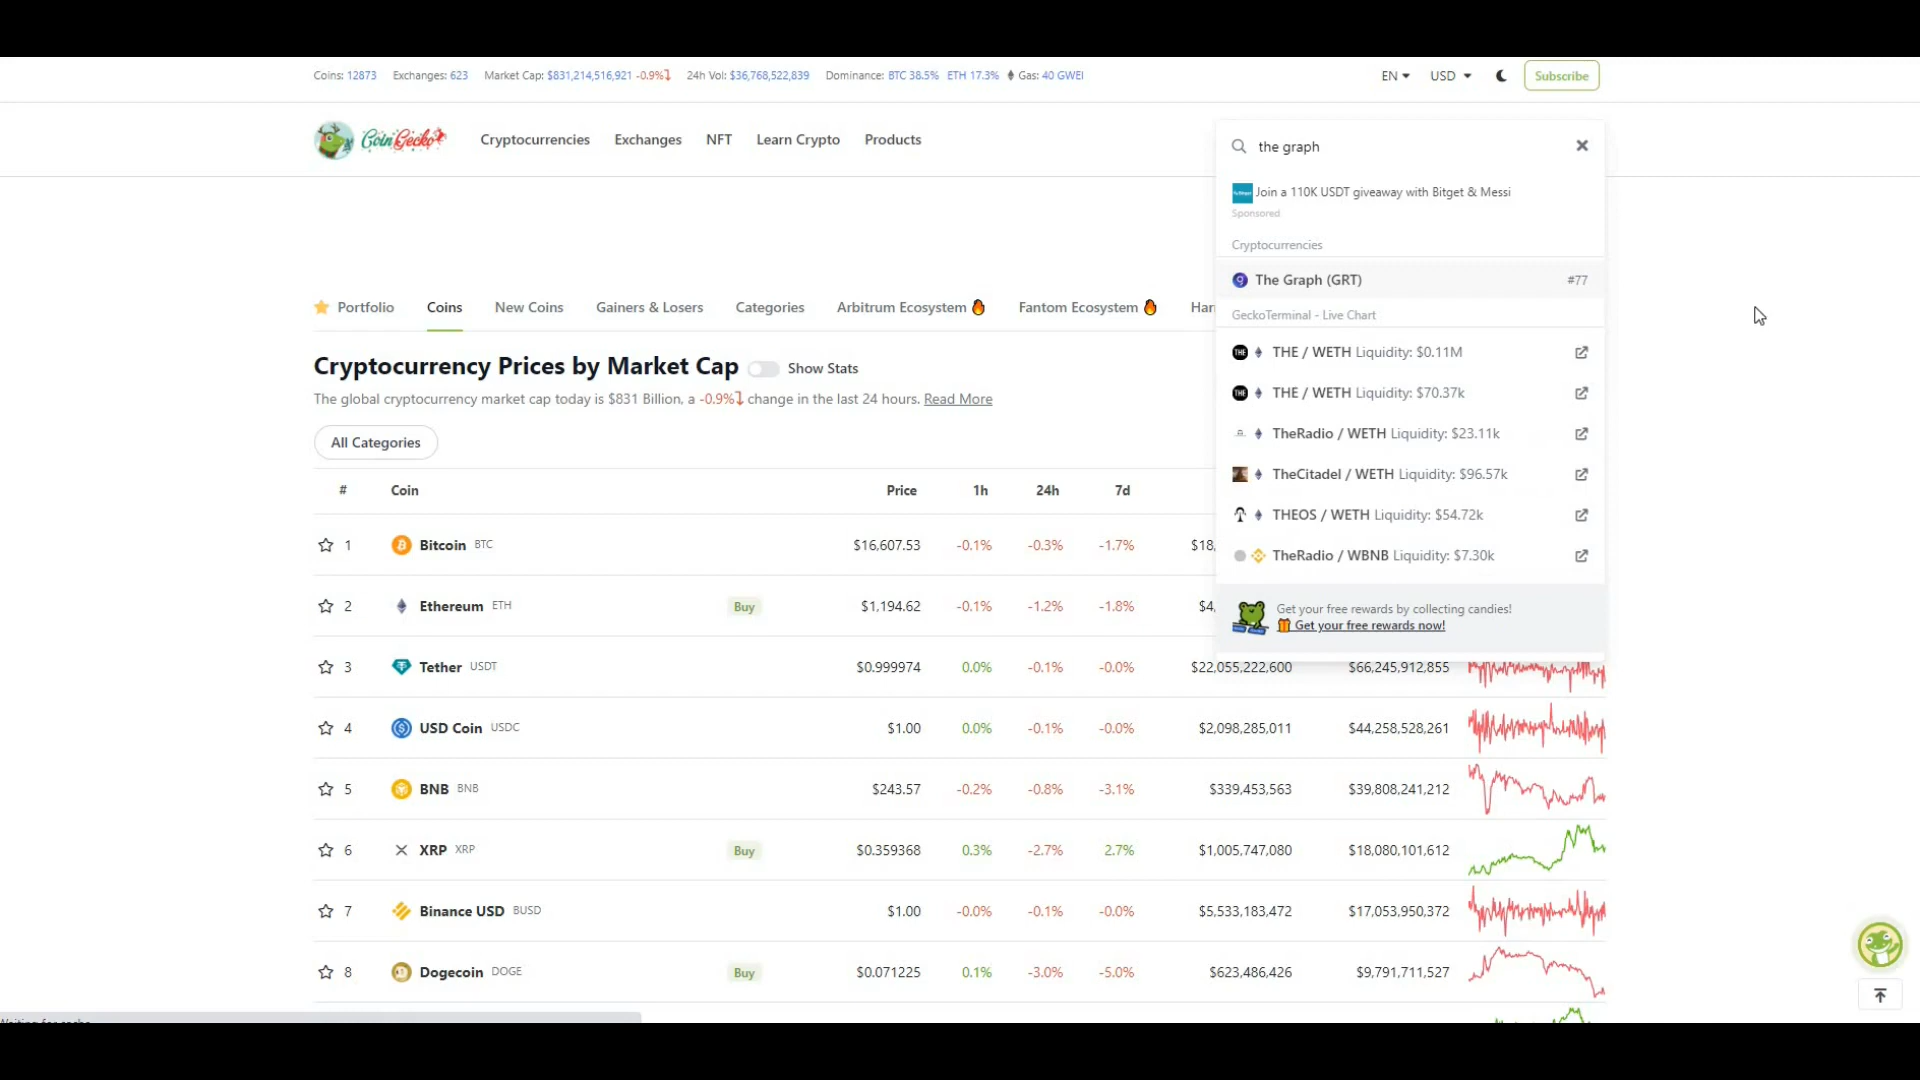 Coins: 12873 Exchanges: 623 Market Cap: $831,214,516,921 -0.9% 24h Vol: $36,768,522,839 Dominance: BTC 38.5% ETH 17.3% Gas: 40 GWEI
EN USD Subscribe
CoinGecko Cryptocurrencies Exchanges NFT Learn Crypto Products
the graph
Join a 110K USDT giveaway with Bitget & Messi
Sponsored
Cryptocurrencies
The Graph (GRT) #77
GeckoTerminal - Live Chart
THE / WETH Liquidity: $0.11M
THE / WETH Liquidity: $70.37k
TheRadio / WETH Liquidity: $23.11k
TheCitadel / WETH Liquidity: $96.57k
THEOS / WETH Liquidity: $54.72k
TheRadio / WBNB Liquidity: $7.30k
Get your free rewards by collecting candies!
Get your free rewards now!
Portfolio Coins New Coins Gainers & Losers Categories Arbitrum Ecosystem Fantom Ecosystem Har
Cryptocurrency Prices by Market Cap Show Stats
The global cryptocurrency market cap today is $831 Billion, a -0.9% change in the last 24 hours. Read More
All Categories
# Coin Price 1h 24h 7d
1 Bitcoin BTC $16,607.53 -0.1% -0.3% -1.7% $18,
2 Ethereum ETH Buy $1,194.62 -0.1% -1.2% -1.8% $4,
3 Tether USDT $0.999974 0.0% -0.1% -0.0% $22,055,222,600 $66,245,912,855
4 USD Coin USDC $1.00 0.0% -0.1% -0.0% $2,098,285,011 $44,258,528,261
5 BNB BNB $243.57 -0.2% -0.8% -3.1% $339,453,563 $39,808,241,212
6 XRP XRP Buy $0.359368 0.3% -2.7% 2.7% $1,005,747,080 $18,080,101,612
7 Binance USD BUSD $1.00 -0.0% -0.1% -0.0% $5,533,183,472 $17,053,950,372
8 Dogecoin DOGE Buy $0.071225 0.1% -3.0% -5.0% $623,486,426 $9,791,711,527